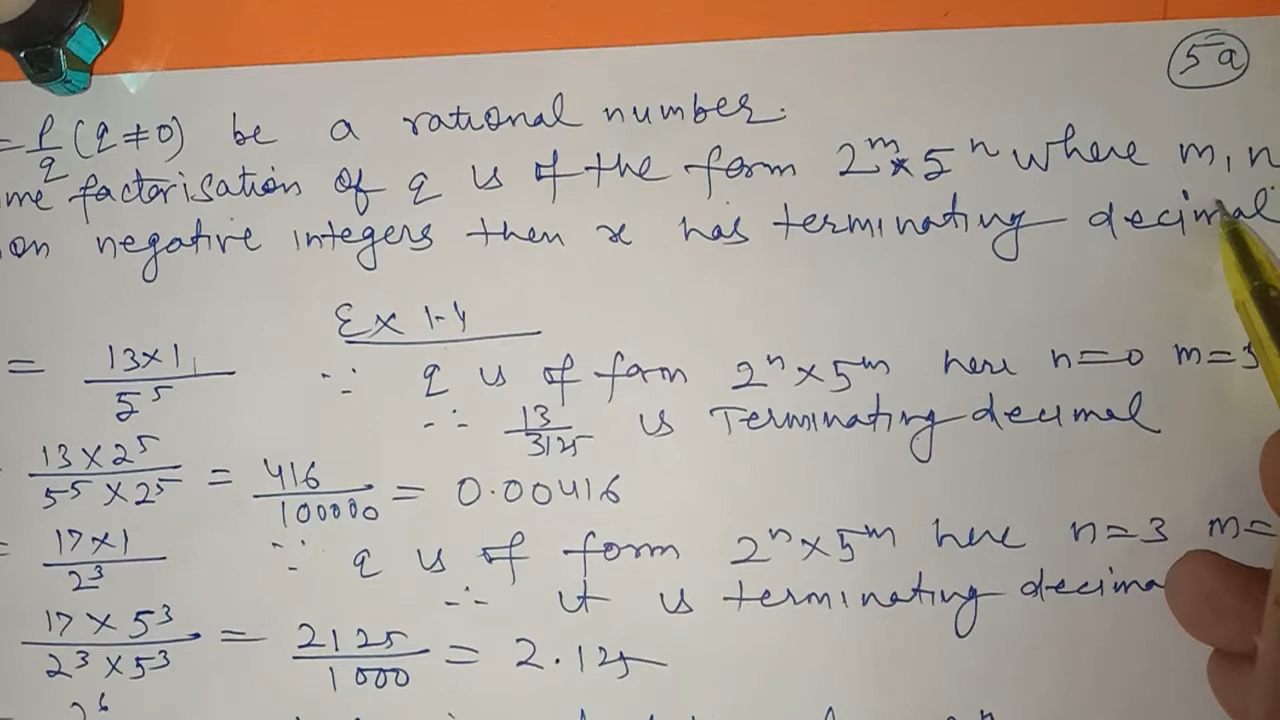 5a
= p/q (q ≠ 0) be a rational number.
me factorisation of q is of the form 2^m × 5^n where m, n
on negative integers then x has terminating decimal
Ex 1.4
= 13×1/5^5 ∵ q is of fam 2^n × 5^m here n=0 m=5
∴ 13/3125 is Terminating decimal
13 × 2^5/5^5 × 2^5 = 416/100000 = 0.00416
= 17×1/2^3 ∵ q is of form 2^n × 5^m here n=3 m=
∴ it is terminating decima
17 × 5^3/2^3 × 5^3 = 2125/1000 = 2.125